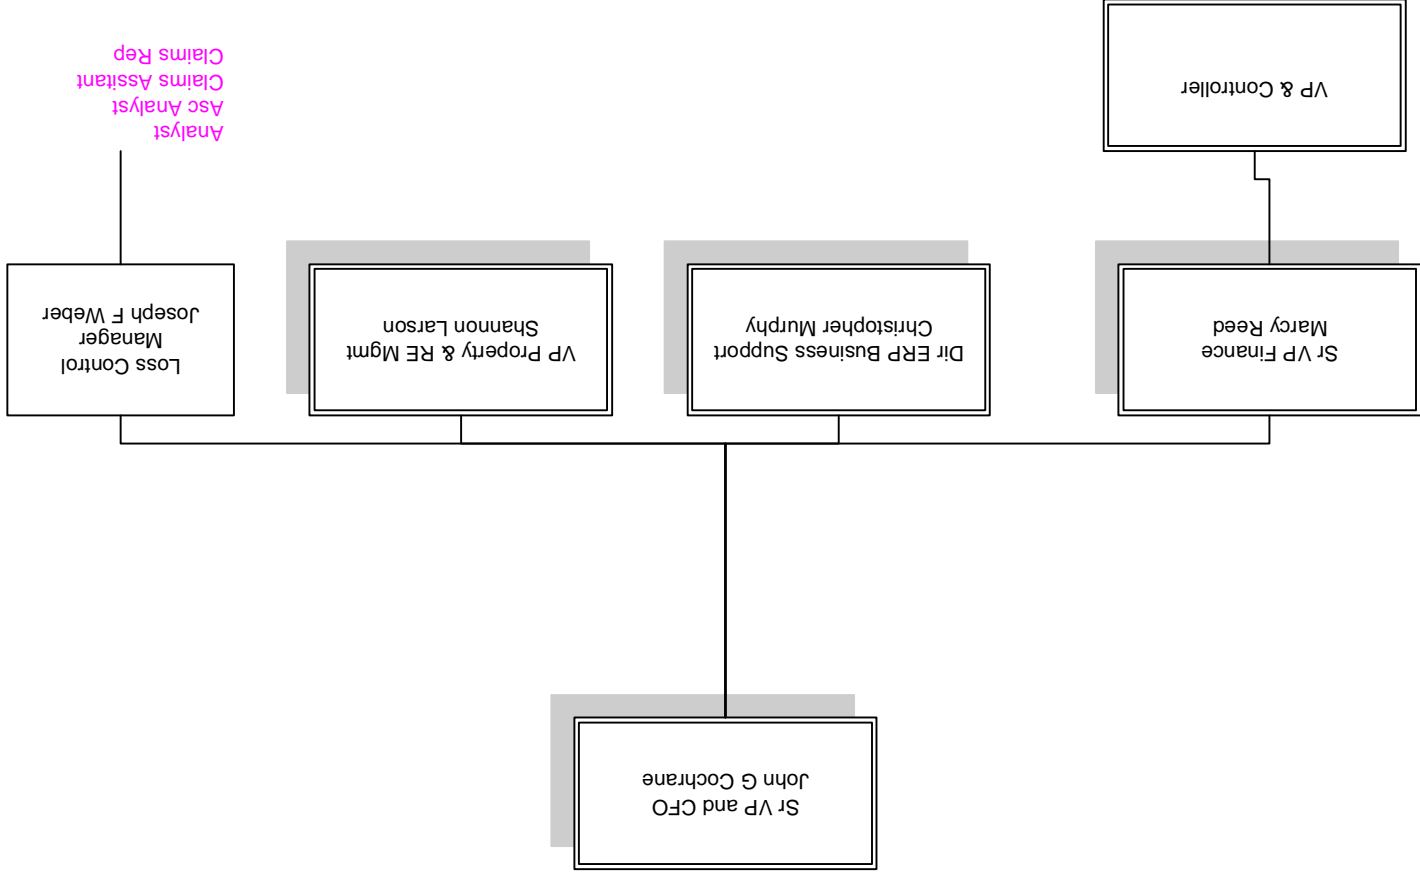 Sr VP and CFO
John G Cochrane
Sr VP Finance
Marcy Reed
Dir ERP Business Support
Christopher Murphy
VP Property & RE Mgmt
Shannon Larson
Loss Control
Manager
Joseph F Weber
VP & Controller
Analyst
Asc Analyst
Claims Assitant
Claims Rep